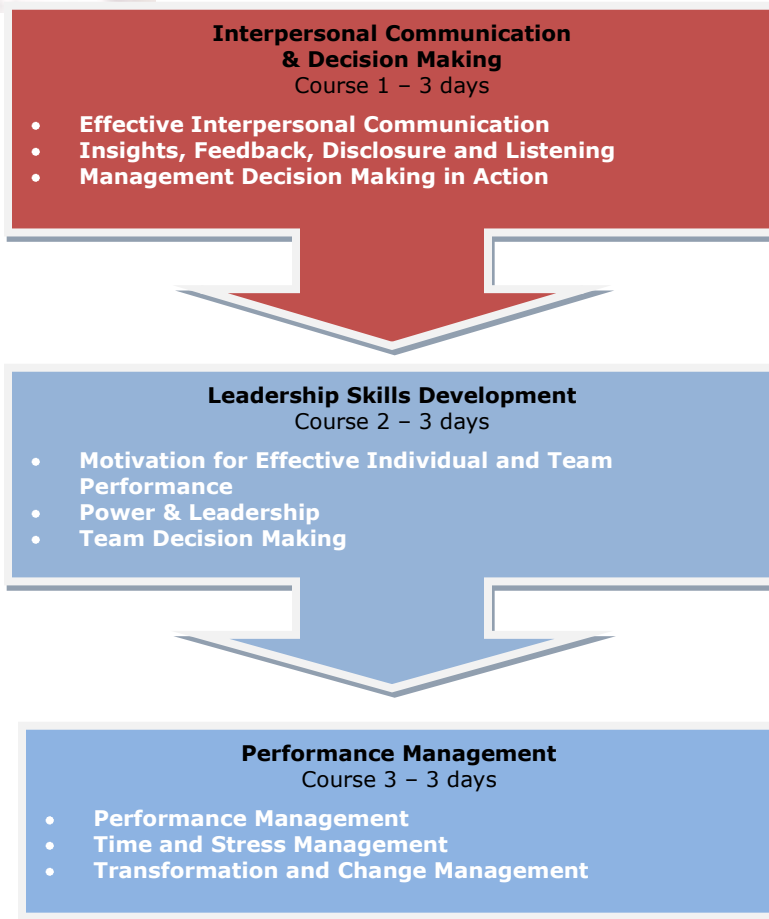 Interpersonal Communication
& Decision Making
Course 1 – 3 days
• Effective Interpersonal Communication
• Insights, Feedback, Disclosure and Listening
• Management Decision Making in Action
Leadership Skills Development
Course 2 – 3 days
• Motivation for Effective Individual and Team
Performance
• Power & Leadership
• Team Decision Making
Performance Management
Course 3 – 3 days
• Performance Management
• Time and Stress Management
• Transformation and Change Management